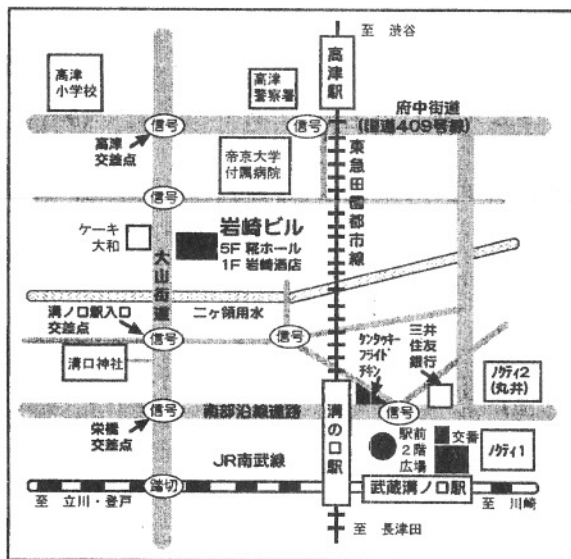 至 渋谷
高津
小学校
高津
警察署
高津駅
府中街道
(国道409号線)
信号
信号
高津
交差点
帝京大学
付属病院
東急田園都市線
信号
ケーキ
大和
岩崎ビル
5F 糀ホール
1F 岩崎酒店
大山街道
溝ノ口駅入口
交差点
二ヶ領用水
信号
信号
ケンタッキー
フライド
チキン
三井
住友
銀行
溝口神社
ノクティ2
(丸井)
信号
南部沿線道路
信号
栄橋
交差点
溝の口駅
駅前
2階
広場
交番
ノクティ1
JR南武線
踏切
武蔵溝ノ口駅
至 立川・登戸
至 川崎
至 長津田